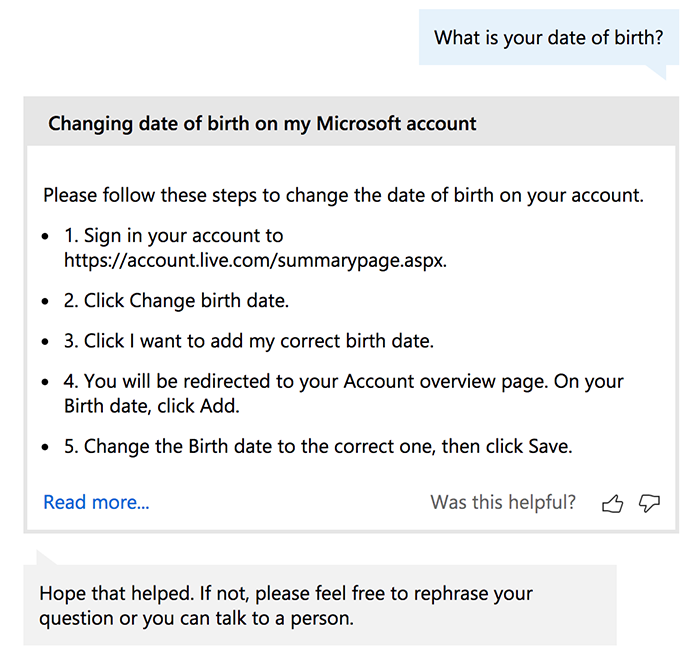 What is your date of birth?
Changing date of birth on my Microsoft account
Please follow these steps to change the date of birth on your account.
• 1. Sign in your account to
https://account.live.com/summarypage.aspx.
• 2. Click Change birth date.
• 3. Click I want to add my correct birth date.
• 4. You will be redirected to your Account overview page. On your
Birth date, click Add.
• 5. Change the Birth date to the correct one, then click Save.
Read more... Was this helpful?
Hope that helped. If not, please feel free to rephrase your
question or you can talk to a person.